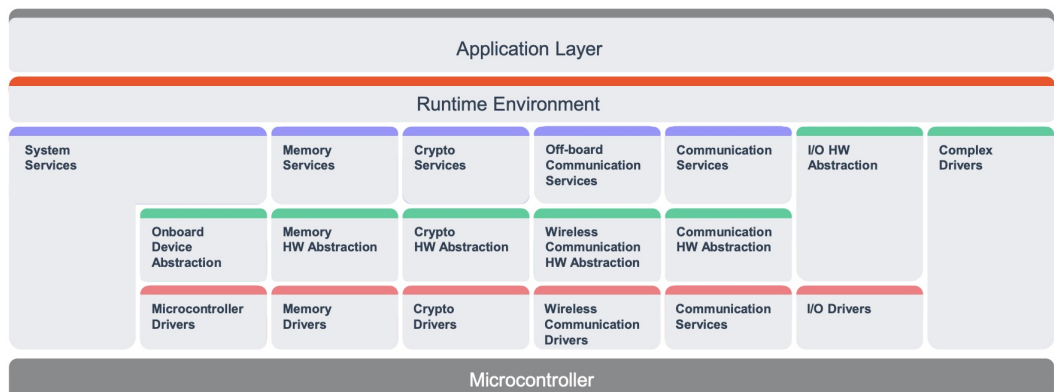 Application Layer
Runtime Environment
System
Services
Memory
Services
Crypto
Services
Off-board
Communication
Services
Communication
Services
I/O HW
Abstraction
Complex
Drivers
Onboard
Device
Abstraction
Memory
HW Abstraction
Crypto
HW Abstraction
Wireless
Communication
HW Abstraction
Communication
HW Abstraction
Microcontroller
Drivers
Memory
Drivers
Crypto
Drivers
Wireless
Communication
Drivers
Communication
Services
I/O Drivers
Microcontroller